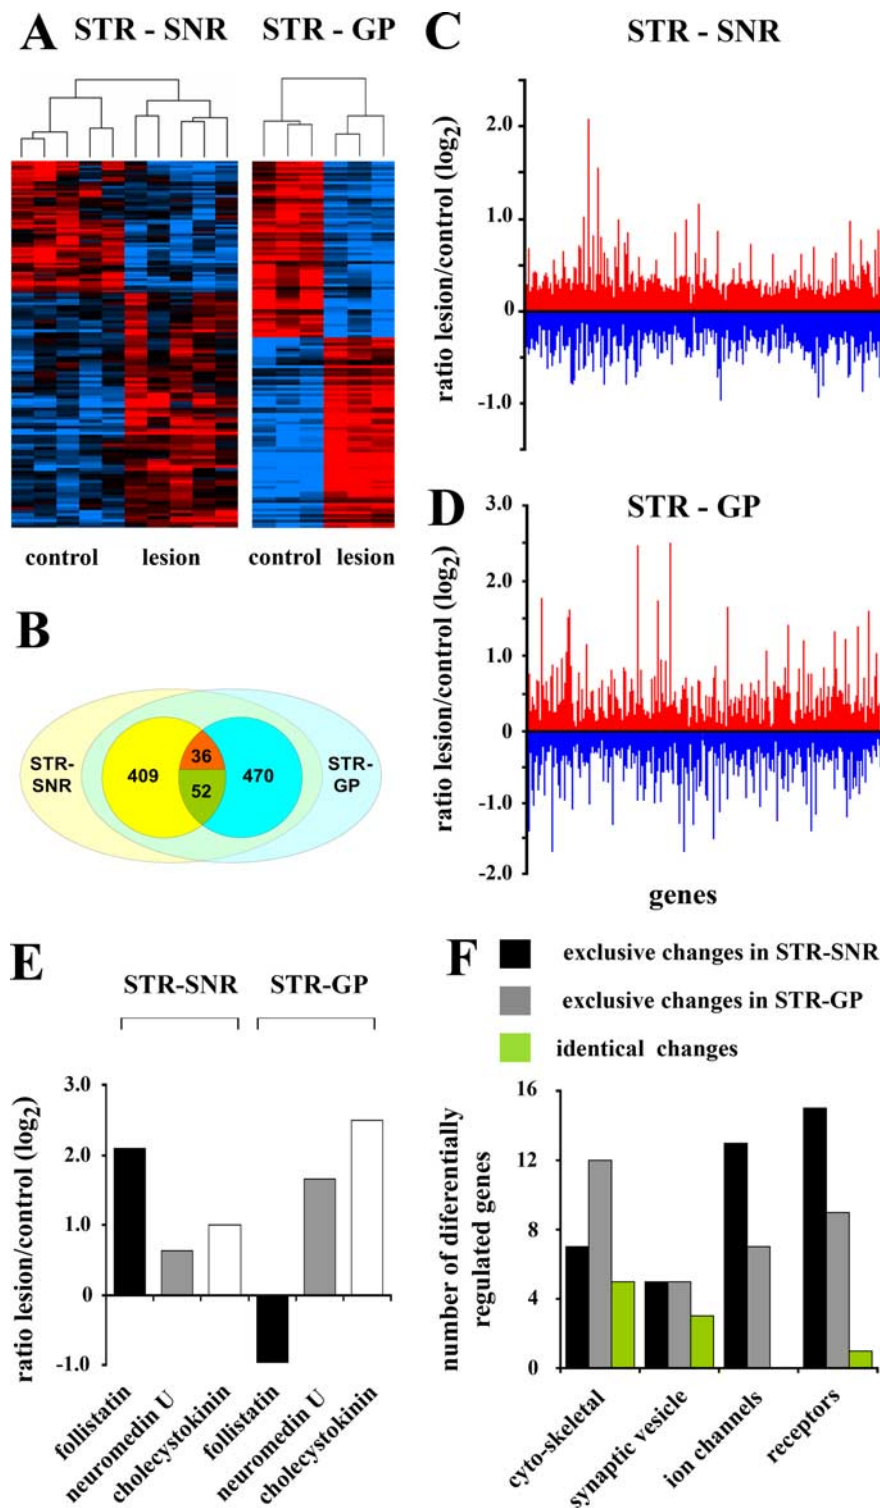 A
STR - SNR
STR - GP
control
lesion
control
lesion
B
STR-
SNR
409
36
52
470
STR-
GP
C
STR - SNR
ratio lesion/control (log2)
2.0
1.0
0
-1.0
D
STR - GP
ratio lesion/control (log2)
3.0
2.0
1.0
0
-1.0
-2.0
genes
E
STR-SNR
STR-GP
ratio lesion/control (log2)
3.0
2.0
1.0
0
-1.0
follistatin
neuromedin U
cholecystokinin
follistatin
neuromedin U
cholecystokinin
F
exclusive changes in STR-SNR
exclusive changes in STR-GP
identical changes
number of diferentially
regulated genes
16
12
8
4
0
cyto-skeletal
synaptic vesicle
ion channels
receptors